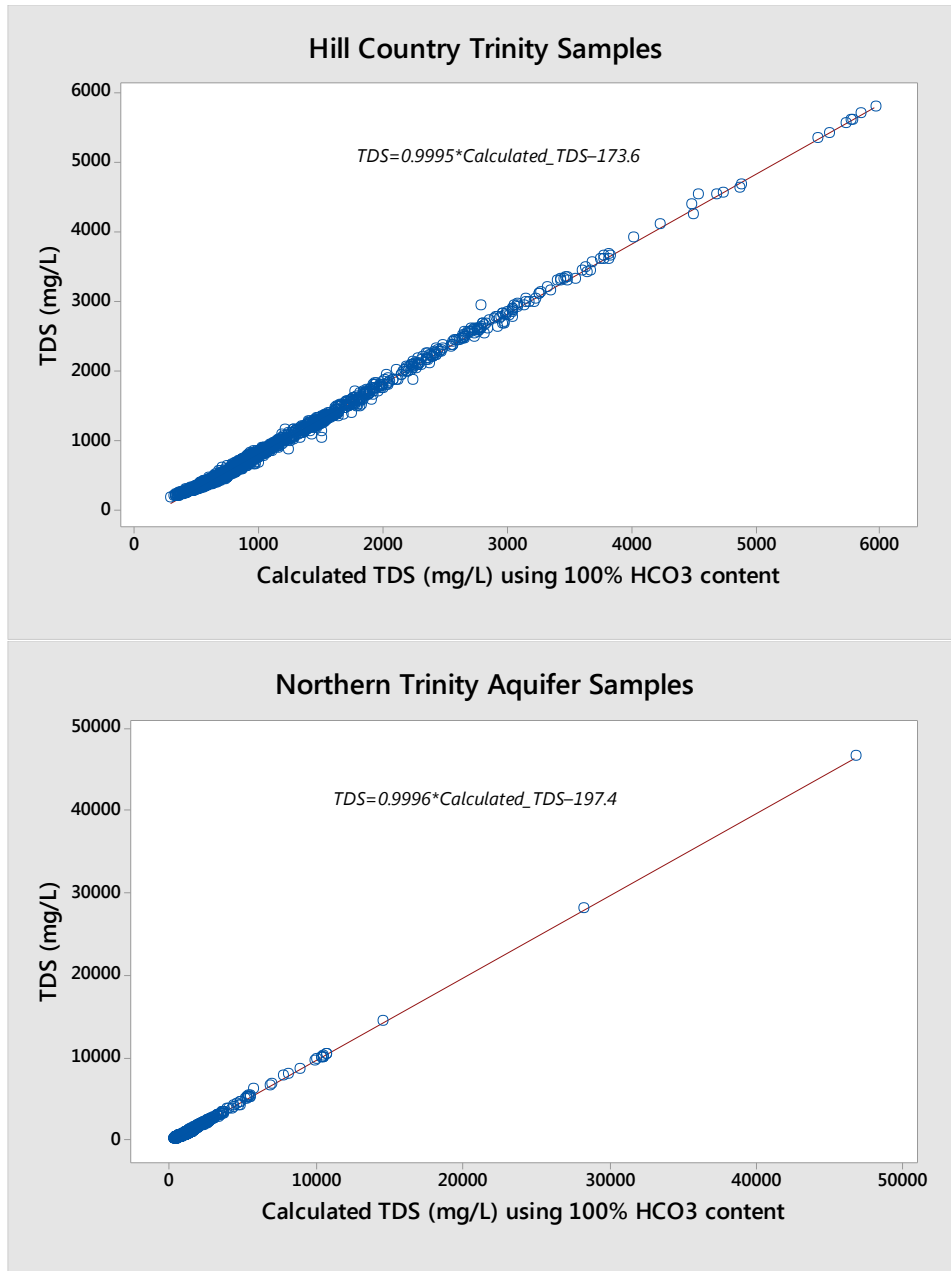 Hill Country Trinity Samples
TDS=0.9995*Calculated_TDS–173.6
TDS (mg/L)
6000
5000
4000
3000
2000
1000
0
0 1000 2000 3000 4000 5000 6000
Calculated TDS (mg/L) using 100% HCO3 content
Northern Trinity Aquifer Samples
TDS=0.9996*Calculated_TDS–197.4
TDS (mg/L)
50000
40000
30000
20000
10000
0
0 10000 20000 30000 40000 50000
Calculated TDS (mg/L) using 100% HCO3 content